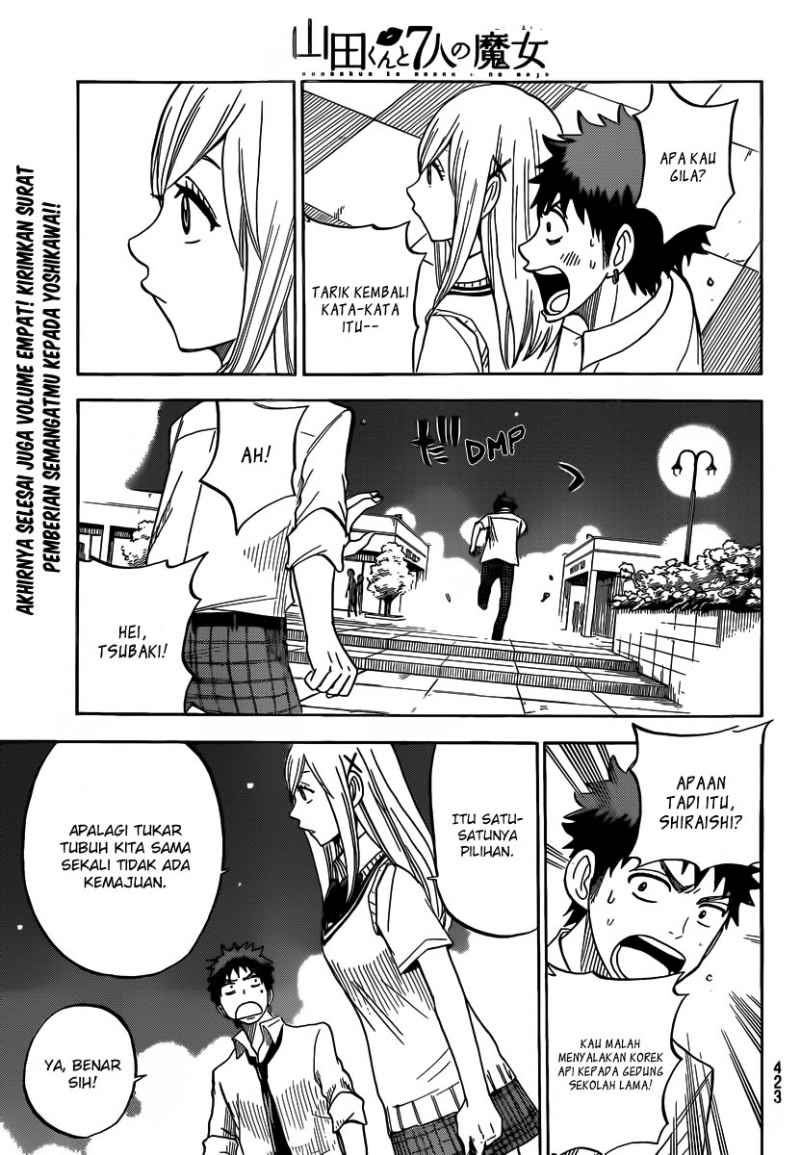 山田くんと7人の魔女
APA KAU
GILA?
TARIK KEMBALI
KATA-KATA
ITU--
AKHIRNYA SELESAI JUGA VOLUME EMPAT! KIRIMKAN SURAT
PEMBERIAN SEMANGATMU KEPADA YOSHIKAWA!!
AH!
ダッ
DMP
HEI,
TSUBAKI!
APAAN
TADI ITU,
SHIRAISHI?
KAU MALAH
MENYALAKAN KOREK
API KEPADA GEDUNG
SEKOLAH LAMA!
ITU SATU-
SATUNYA
PILIHAN.
APALAGI TUKAR
TUBUH KITA SAMA
SEKALI TIDAK ADA
KEMAJUAN.
YA, BENAR
SIH!
423